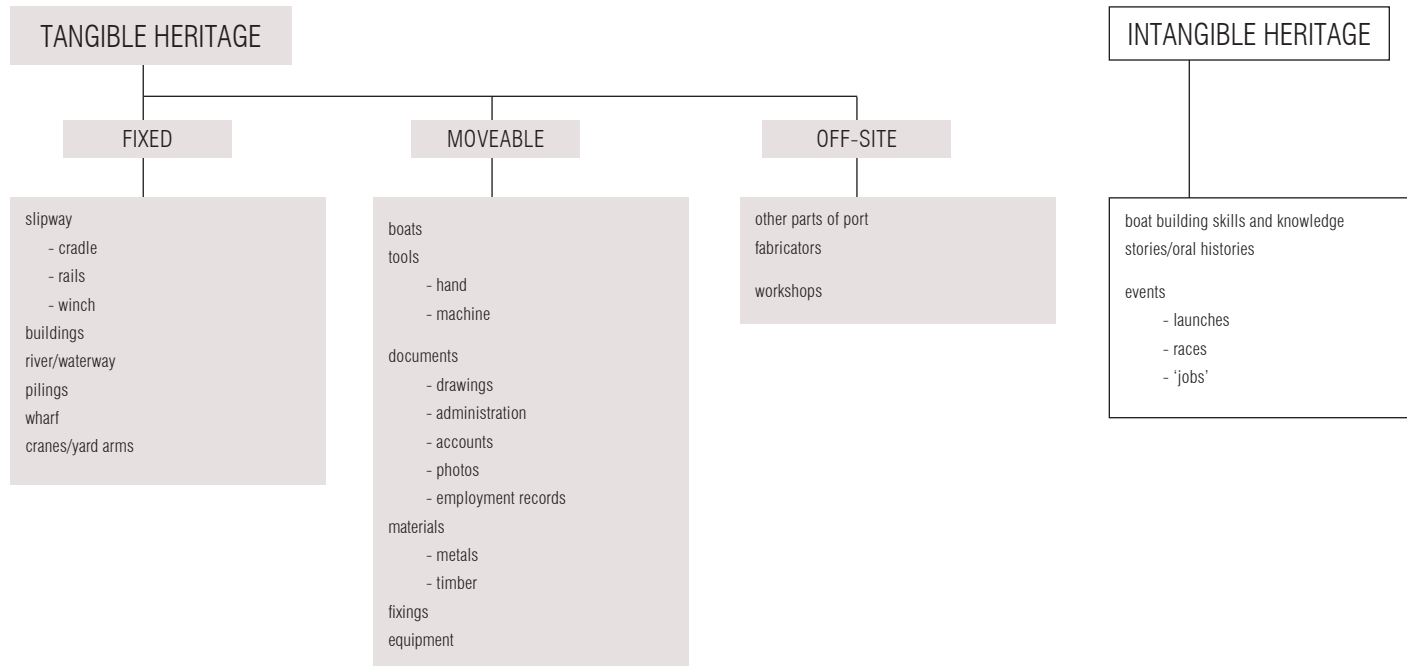 TANGIBLE HERITAGE
INTANGIBLE HERITAGE
FIXED
MOVEABLE
OFF-SITE
slipway
- cradle
- rails
- winch
buildings
river/waterway
pilings
wharf
cranes/yard arms
boats
tools
- hand
- machine
documents
- drawings
- administration
- accounts
- photos
- employment records
materials
- metals
- timber
fixings
equipment
other parts of port
fabricators
workshops
boat building skills and knowledge
stories/oral histories
events
- launches
- races
- ‘jobs’